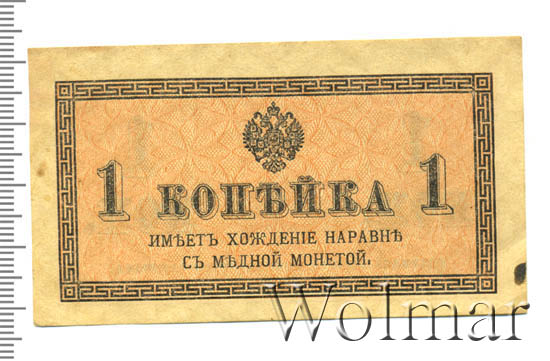 1 КОПѢЙКА 1
ИМѢЕТЪ ХОЖДЕНІЕ НАРАВНѢ
СЪ МѢДНОЙ МОНЕТОЙ.
Wolmar